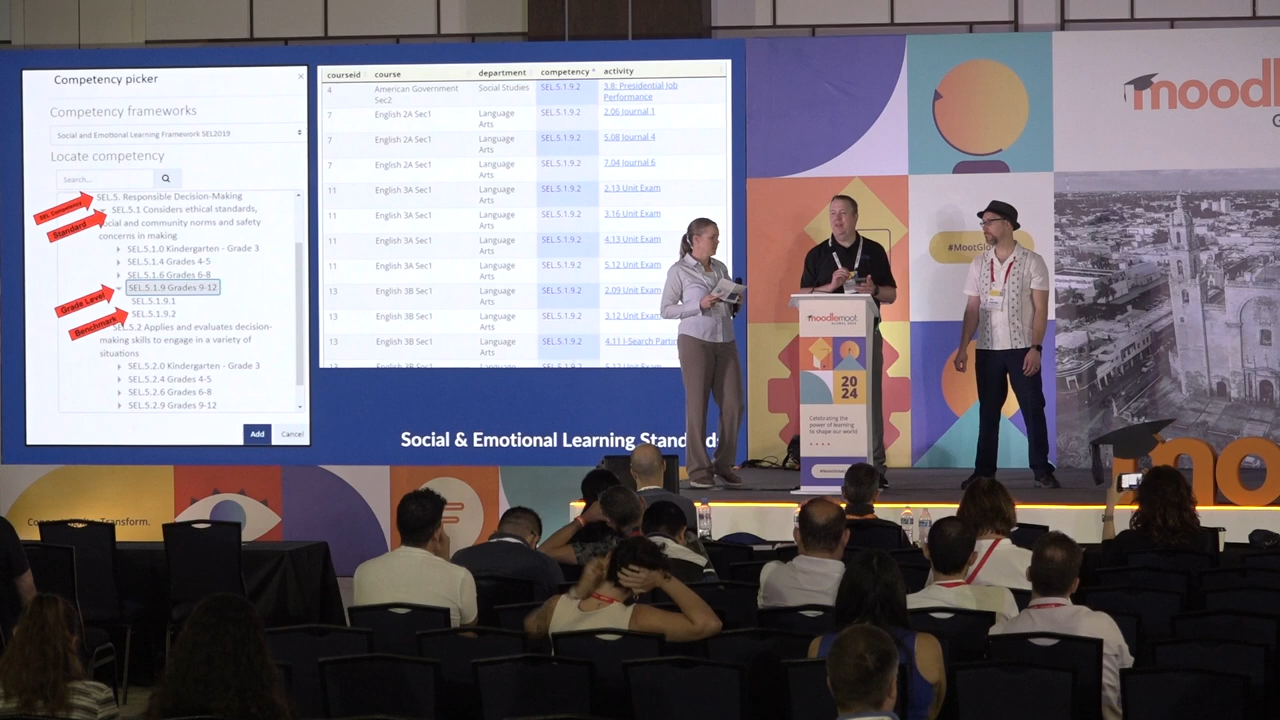 Competency picker
×
Competency frameworks
Social and Emotional Learning Framework SEL2019
Locate competency
Search...
SEL.5. Responsible Decision-Making
SEL.5.1 Considers ethical standards,
social and community norms and safety
concerns in making
SEL.5.1.0 Kindergarten - Grade 3
SEL.5.1.4 Grades 4-5
SEL.5.1.6 Grades 6-8
SEL.5.1.9 Grades 9-12
SEL.5.1.9.1
SEL.5.1.9.2
SEL.5.2 Applies and evaluates decision-
making skills to engage in a variety of
situations
SEL.5.2.0 Kindergarten - Grade 3
SEL.5.2.4 Grades 4-5
SEL.5.2.6 Grades 6-8
SEL.5.2.9 Grades 9-12
Add Cancel
SEL Competency
Standard
Grade Level
Benchmark
courseid course department competency activity
4 American Government Social Studies SEL.5.1.9.2 3.8: Presidential Job
Sec2 Performance
7 English 2A Sec1 Language SEL.5.1.9.2 2.06 Journal 1
Arts
7 English 2A Sec1 Language SEL.5.1.9.2 5.08 Journal 4
Arts
7 English 2A Sec1 Language SEL.5.1.9.2 7.04 Journal 6
Arts
11 English 3A Sec1 Language SEL.5.1.9.2 2.13 Unit Exam
Arts
11 English 3A Sec1 Language SEL.5.1.9.2 3.16 Unit Exam
Arts
11 English 3A Sec1 Language SEL.5.1.9.2 4.13 Unit Exam
Arts
11 English 3A Sec1 Language SEL.5.1.9.2 5.12 Unit Exam
Arts
13 English 3B Sec1 Language SEL.5.1.9.2 2.09 Unit Exam
Arts
13 English 3B Sec1 Language SEL.5.1.9.2 3.12 Unit Exam
Arts
13 English 3B Sec1 Language SEL.5.1.9.2 4.11 I-Search
Arts
Social & Emotional Learning Standards
moodle
#MootGlo
moodlemoot
GLOBAL 2024
20
24
Celebrating the
power of learning
to shape our world
Transform.
mo